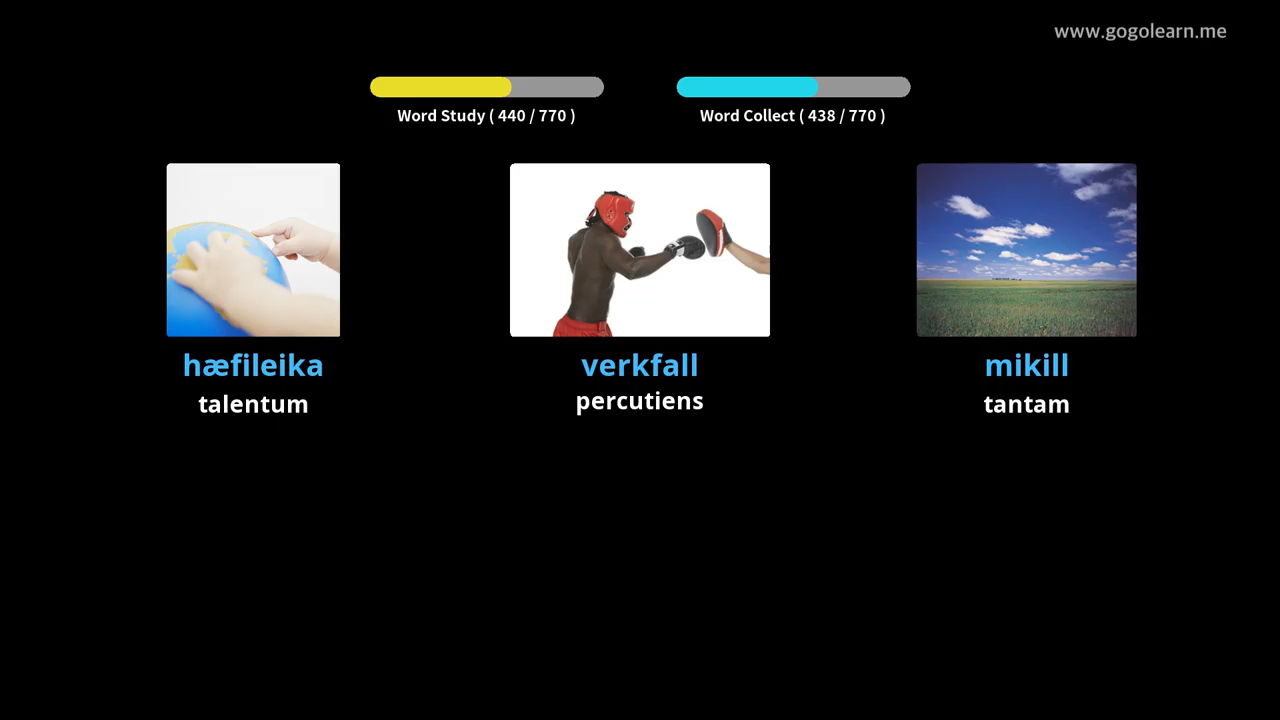 www.gogolearn.me
Word Study ( 440 / 770 )
Word Collect ( 438 / 770 )
hæfileika
verkfall
mikill
talentum
percutiens
tantam